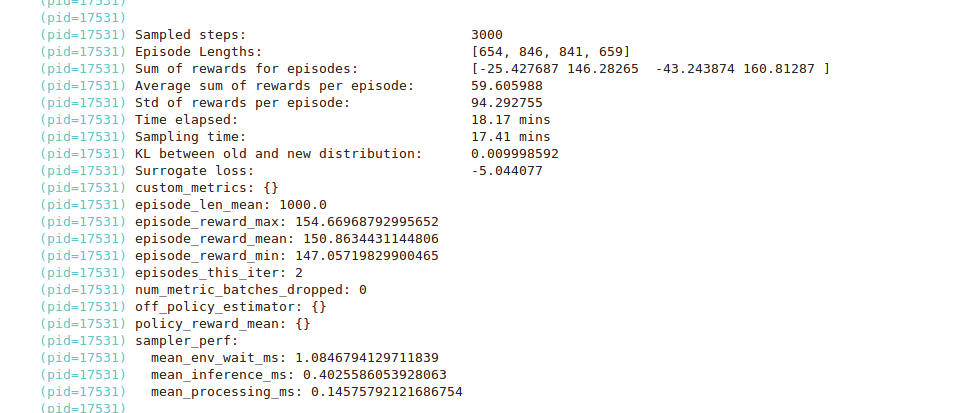 (pid=17531)
(pid=17531)
(pid=17531) Sampled steps: 3000
(pid=17531) Episode Lengths: [654, 846, 841, 659]
(pid=17531) Sum of rewards for episodes: [-25.427687 146.28265  -43.243874 160.81287 ]
(pid=17531) Average sum of rewards per episode: 59.605988
(pid=17531) Std of rewards per episode: 94.292755
(pid=17531) Time elapsed: 18.17 mins
(pid=17531) Sampling time: 17.41 mins
(pid=17531) KL between old and new distribution: 0.009998592
(pid=17531) Surrogate loss: -5.044077
(pid=17531) custom_metrics: {}
(pid=17531) episode_len_mean: 1000.0
(pid=17531) episode_reward_max: 154.66968792995652
(pid=17531) episode_reward_mean: 150.8634431144806
(pid=17531) episode_reward_min: 147.05719829900465
(pid=17531) episodes_this_iter: 2
(pid=17531) num_metric_batches_dropped: 0
(pid=17531) off_policy_estimator: {}
(pid=17531) policy_reward_mean: {}
(pid=17531) sampler_perf:
(pid=17531)   mean_env_wait_ms: 1.0846794129711839
(pid=17531)   mean_inference_ms: 0.4025586053928063
(pid=17531)   mean_processing_ms: 0.14575792121686754
(pid=17531)